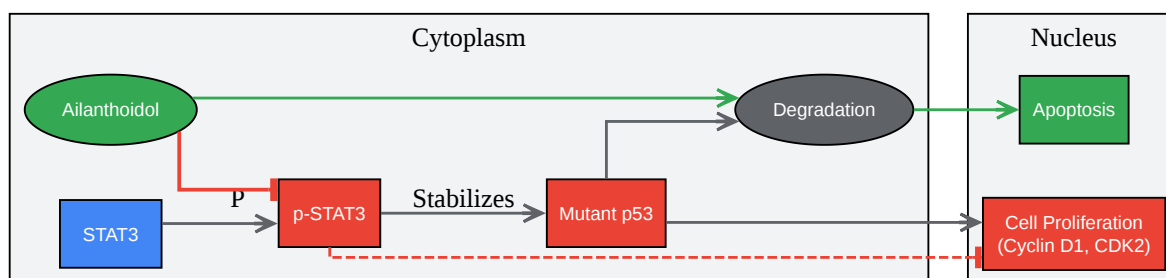 Cytoplasm
Nucleus
Ailanthoidol
Degradation
Apoptosis
P
Stabilizes
STAT3
p-STAT3
Mutant p53
Cell Proliferation
(Cyclin D1, CDK2)